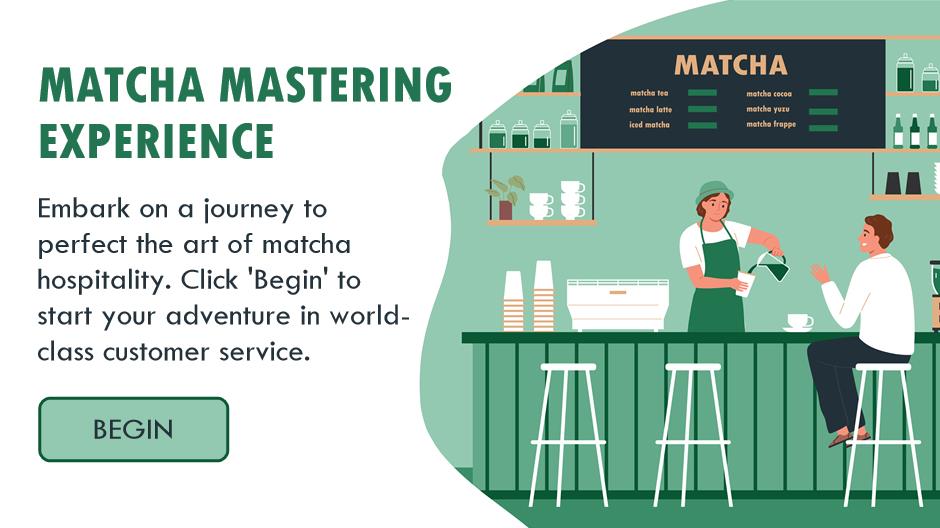 MATCHA MASTERING
EXPERIENCE
Embark on a journey to
perfect the art of matcha
hospitality. Click 'Begin' to
start your adventure in world-
class customer service.
BEGIN
MATCHA
matcha tea
matcha latte
iced matcha
matcha cocoa
matcha yuzu
matcha frappe